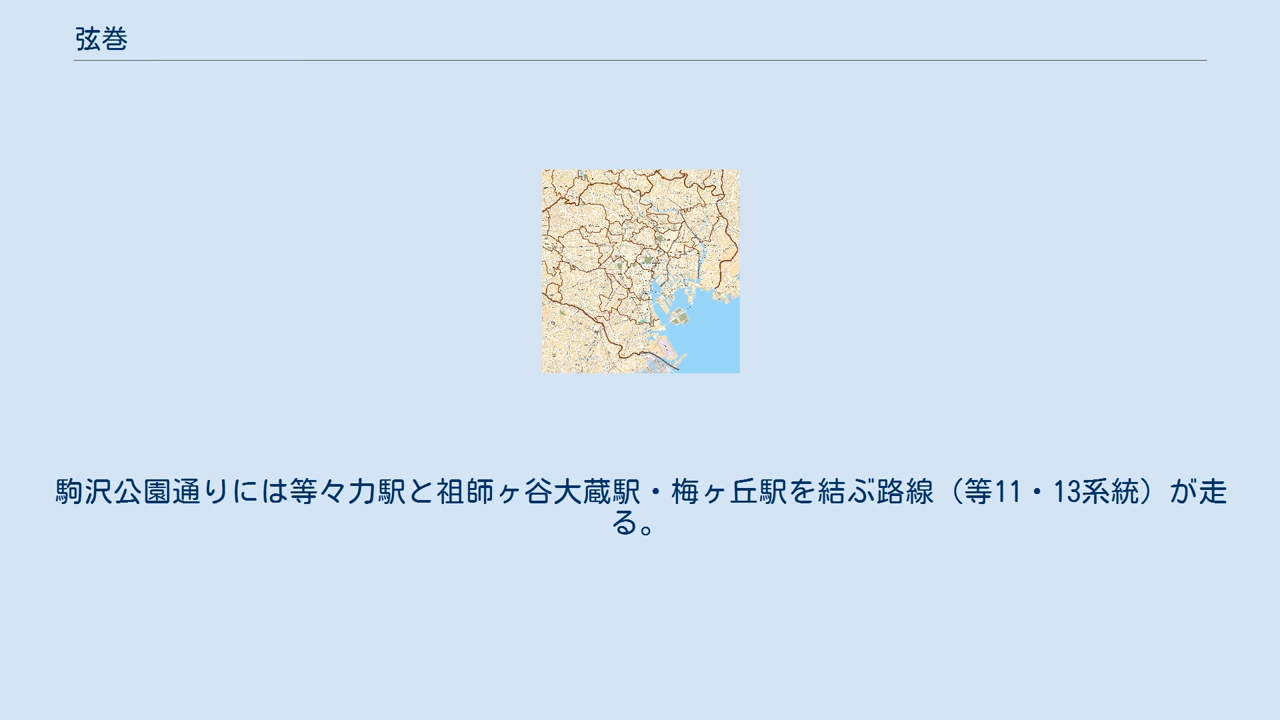 弦巻
駒沢公園通りには等々力駅と祖師ヶ谷大蔵駅・梅ヶ丘駅を結ぶ路線（等11・13系統）が走
る。